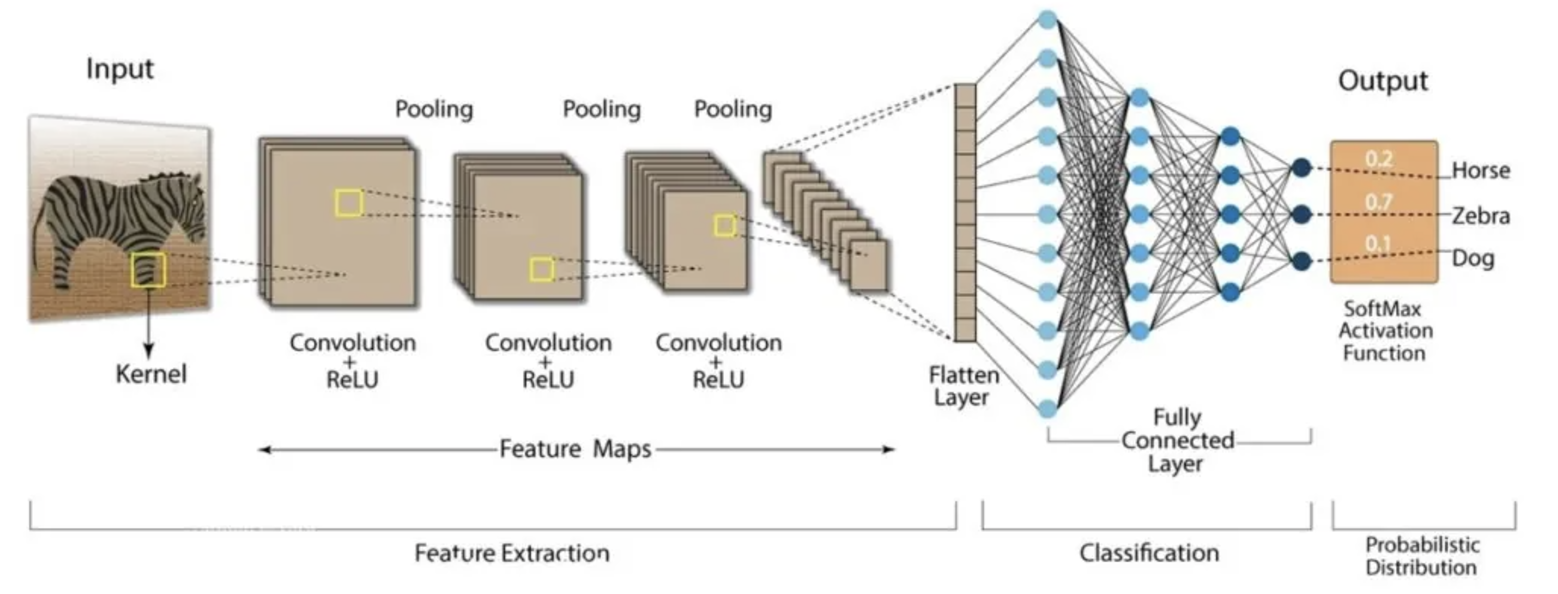 Input
Kernel
Pooling
Pooling
Pooling
Convolution
+
ReLU
Convolution
+
ReLU
Convolution
+
ReLU
Feature Maps
Flatten
Layer
Fully
Connected
Layer
Output
0.2
0.7
0.1
Horse
Zebra
Dog
SoftMax
Activation
Function
Feature Extraction
Classification
Probabilistic
Distribution